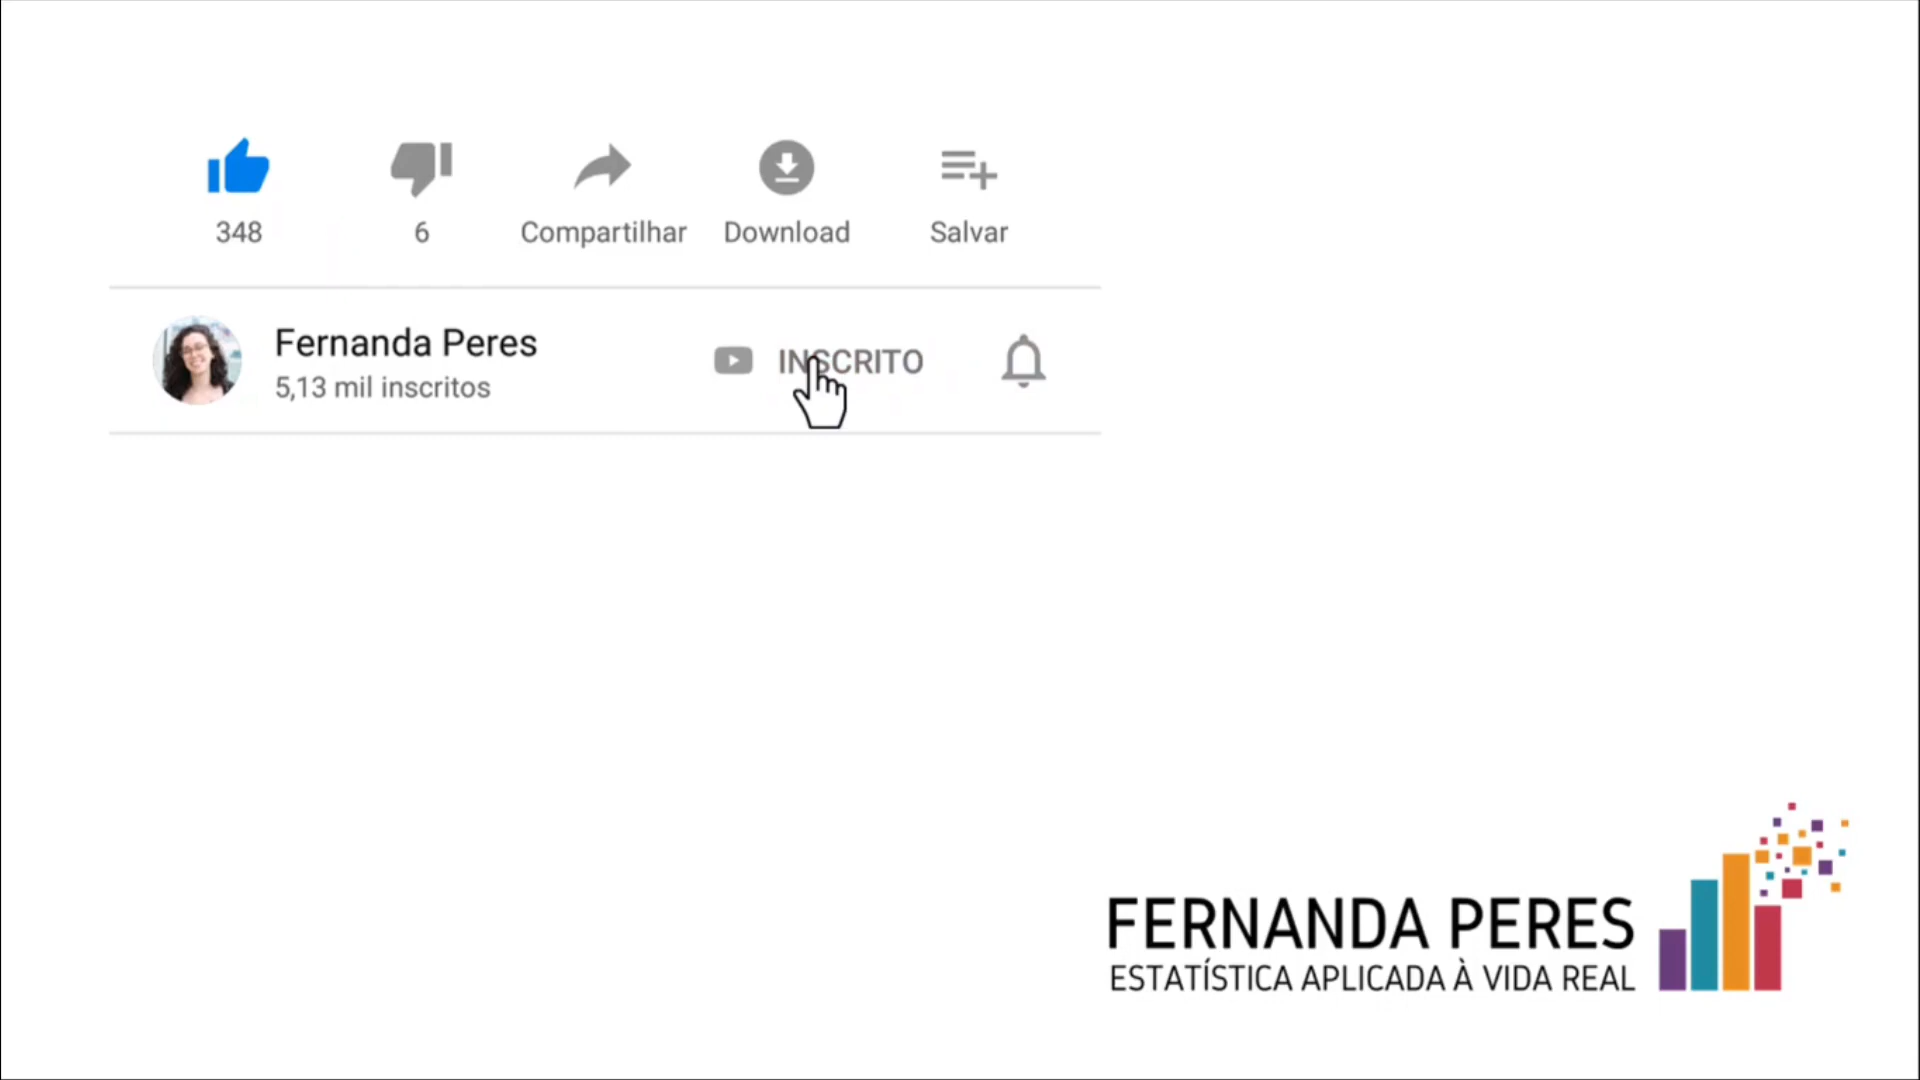 348
6
Compartilhar
Download
Salvar
Fernanda Peres
5,13 mil inscritos
INSCRITO
FERNANDA PERES
ESTATÍSTICA APLICADA À VIDA REAL